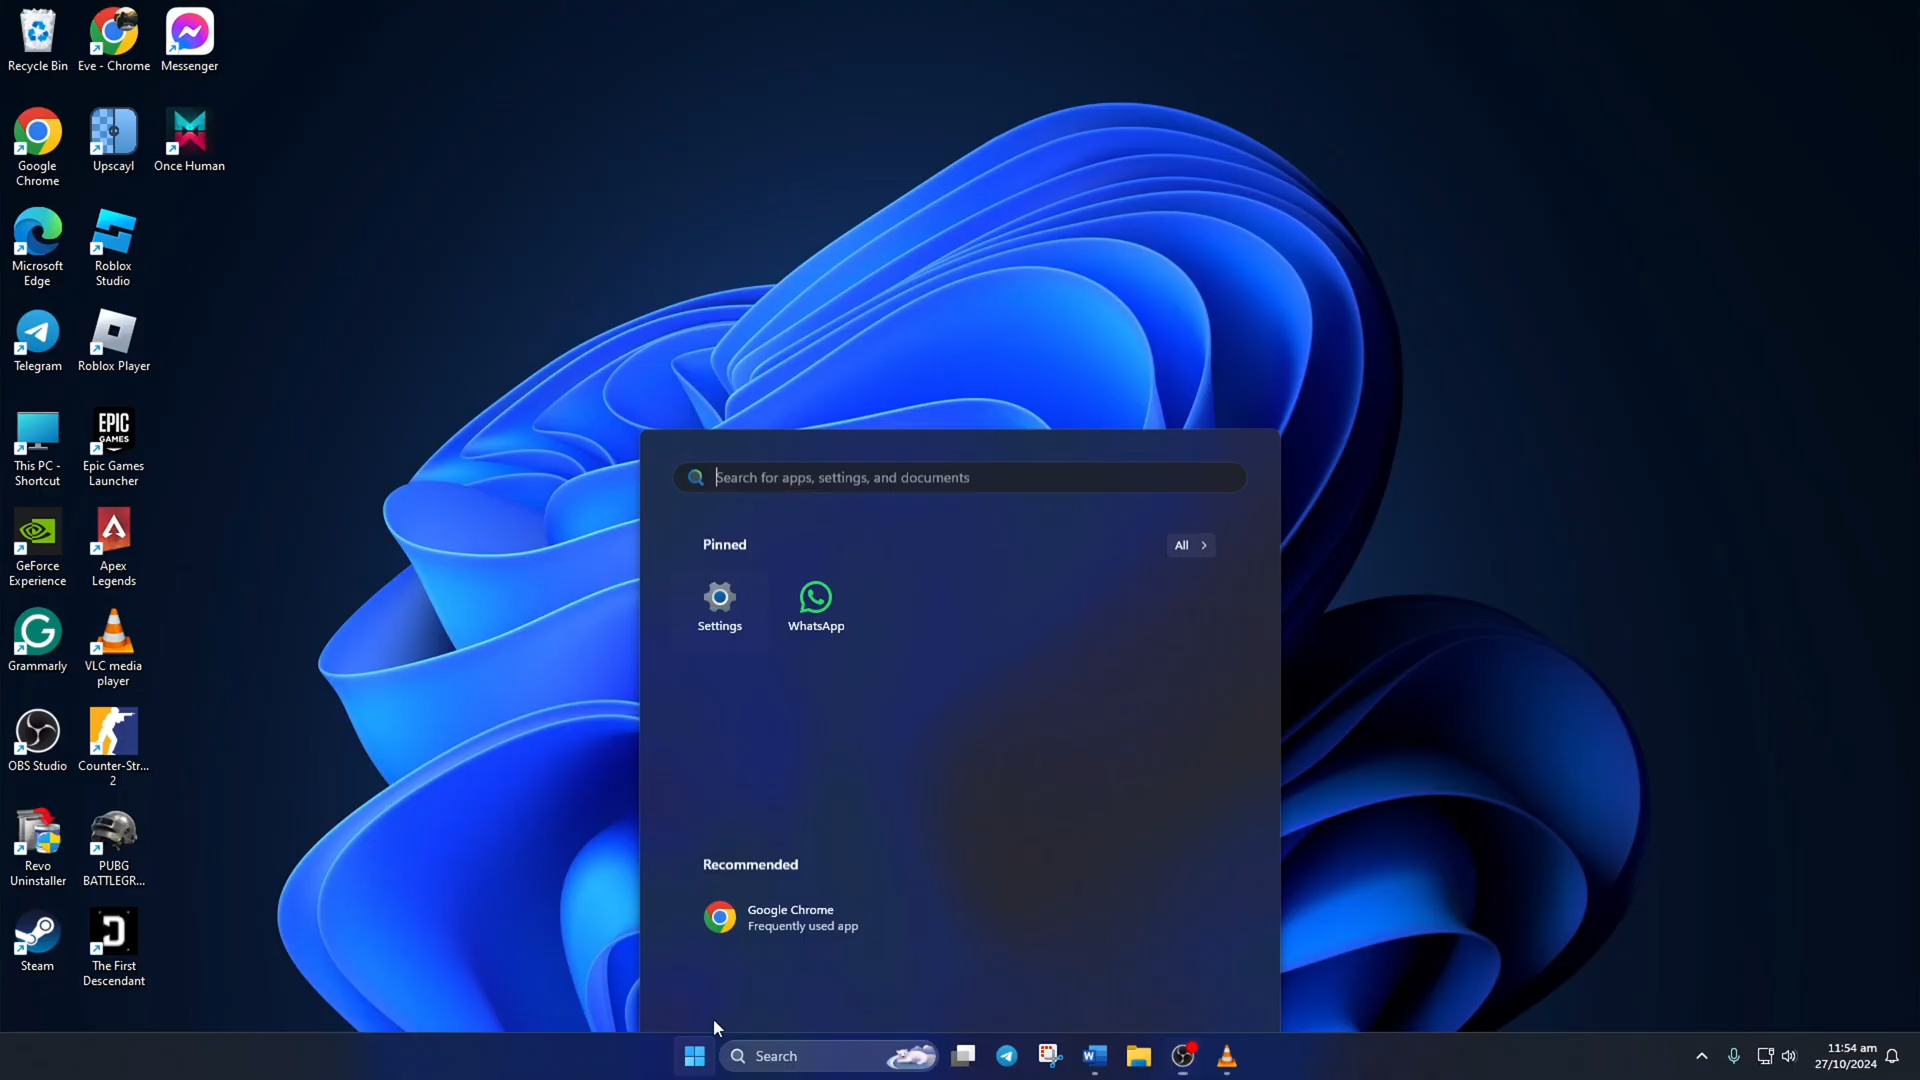 Recycle Bin
Eve - Chrome
Messenger
Google
Chrome
Upscayl
Once Human
Microsoft
Edge
Roblox
Studio
Telegram
Roblox Player
This PC -
Shortcut
EPIC
GAMES
Epic Games
Launcher
GeForce
Experience
Apex
Legends
Grammarly
VLC media
player
OBS Studio
Counter-Str...
2
Revo
Uninstaller
PUBG
BATTLEGR...
Steam
The First
Descendant
Search for apps, settings, and documents
Pinned
All
Settings
WhatsApp
Recommended
Google Chrome
Frequently used app
Search
11:54 am
27/10/2024